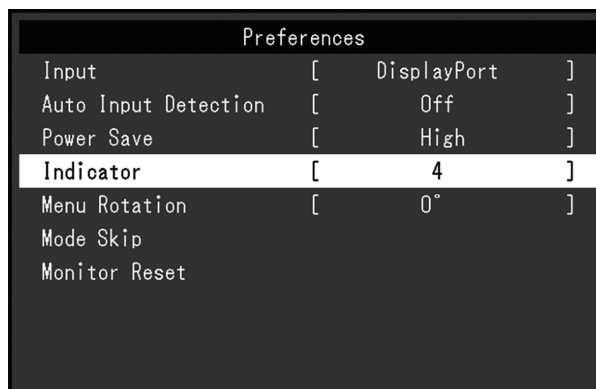 Preferences
Input [ DisplayPort ]
Auto Input Detection [ Off ]
Power Save [ High ]
Indicator [ 4 ]
Menu Rotation [ 0° ]
Mode Skip
Monitor Reset